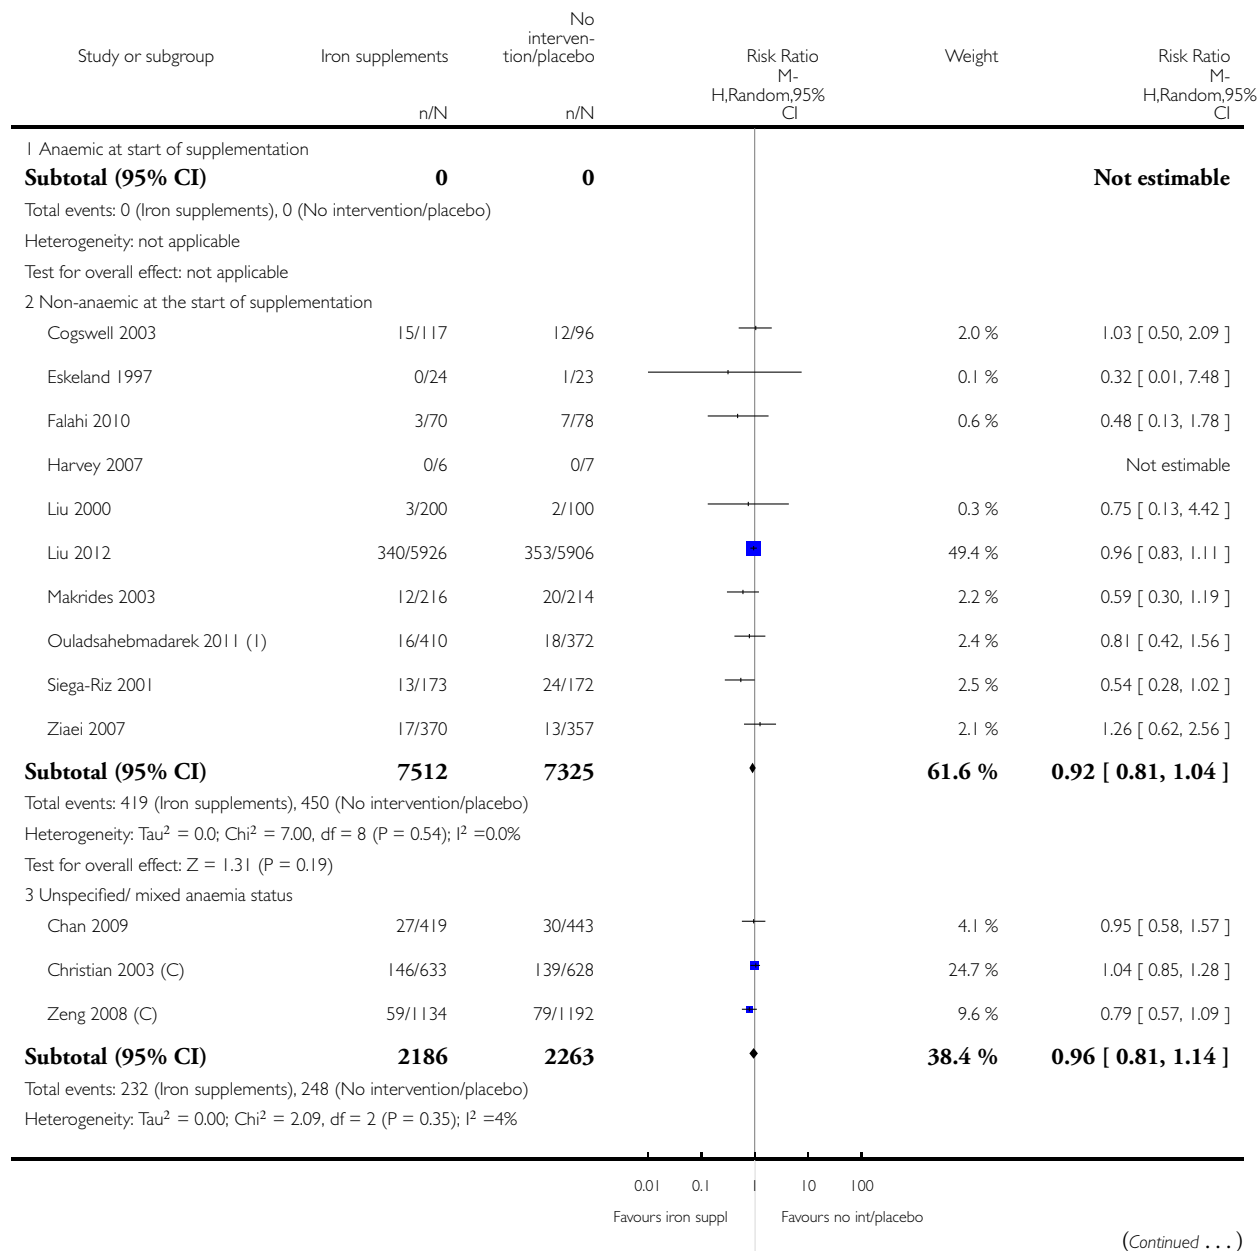 No
interven-
Study or subgroup Iron supplements tion/placebo Risk Ratio Weight Risk Ratio
M- M-
H,Random,95% H,Random,95%
n/N n/N CI CI
1 Anaemic at start of supplementation
Subtotal (95% CI) 0 0 Not estimable
Total events: 0 (Iron supplements), 0 (No intervention/placebo)
Heterogeneity: not applicable
Test for overall effect: not applicable
2 Non-anaemic at the start of supplementation
Cogswell 2003 15/117 12/96 2.0 % 1.03 [ 0.50, 2.09 ]
Eskeland 1997 0/24 1/23 0.1 % 0.32 [ 0.01, 7.48 ]
Falahi 2010 3/70 7/78 0.6 % 0.48 [ 0.13, 1.78 ]
Harvey 2007 0/6 0/7 Not estimable
Liu 2000 3/200 2/100 0.3 % 0.75 [ 0.13, 4.42 ]
Liu 2012 340/5926 353/5906 49.4 % 0.96 [ 0.83, 1.11 ]
Makrides 2003 12/216 20/214 2.2 % 0.59 [ 0.30, 1.19 ]
Ouladsahebmadarek 2011 (1) 16/410 18/372 2.4 % 0.81 [ 0.42, 1.56 ]
Siega-Riz 2001 13/173 24/172 2.5 % 0.54 [ 0.28, 1.02 ]
Ziaei 2007 17/370 13/357 2.1 % 1.26 [ 0.62, 2.56 ]
Subtotal (95% CI) 7512 7325 61.6 % 0.92 [ 0.81, 1.04 ]
Total events: 419 (Iron supplements), 450 (No intervention/placebo)
Heterogeneity: Tau² = 0.0; Chi² = 7.00, df = 8 (P = 0.54); I² =0.0%
Test for overall effect: Z = 1.31 (P = 0.19)
3 Unspecified/ mixed anaemia status
Chan 2009 27/419 30/443 4.1 % 0.95 [ 0.58, 1.57 ]
Christian 2003 (C) 146/633 139/628 24.7 % 1.04 [ 0.85, 1.28 ]
Zeng 2008 (C) 59/1134 79/1192 9.6 % 0.79 [ 0.57, 1.09 ]
Subtotal (95% CI) 2186 2263 38.4 % 0.96 [ 0.81, 1.14 ]
Total events: 232 (Iron supplements), 248 (No intervention/placebo)
Heterogeneity: Tau² = 0.00; Chi² = 2.09, df = 2 (P = 0.35); I² =4%
0.01 0.1 1 10 100
Favours iron suppl Favours no int/placebo
(Continued . . . )